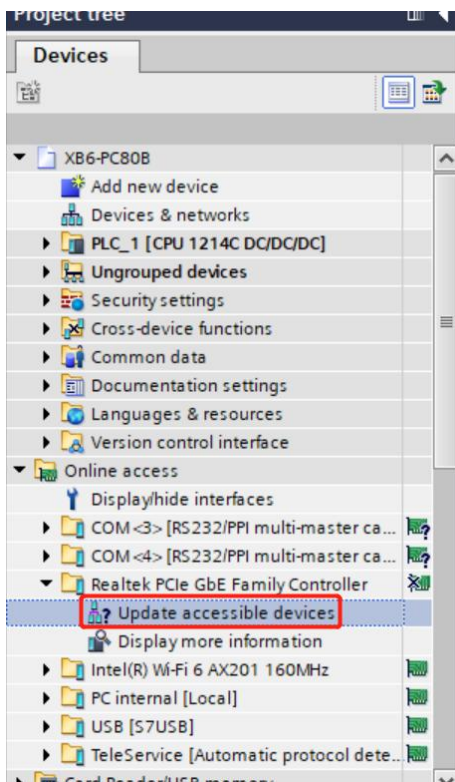 Project tree
Devices
XB6-PC80B
Add new device
Devices & networks
PLC_1 [CPU 1214C DC/DC/DC]
Ungrouped devices
Security settings
Cross-device functions
Common data
Documentation settings
Languages & resources
Version control interface
Online access
Display/hide interfaces
COM <3> [RS232/PPI multi-master ca...
COM <4> [RS232/PPI multi-master ca...
Realtek PCIe GbE Family Controller
Update accessible devices
Display more information
Intel(R) Wi-Fi 6 AX201 160MHz
PC internal [Local]
USB [S7USB]
TeleService [Automatic protocol dete...
Card Reader/USB memory